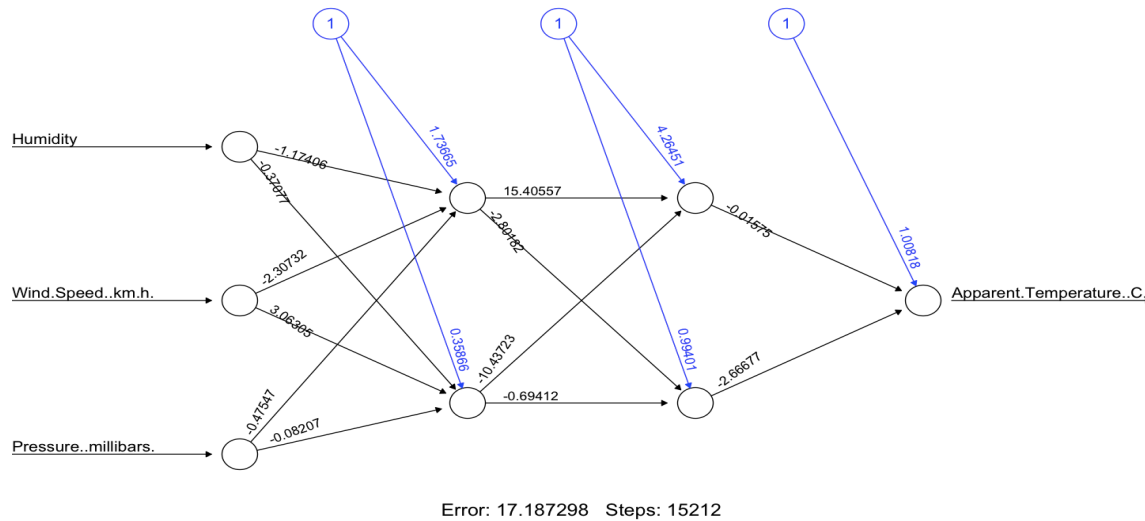 1 1 1
Humidity
Wind.Speed..km.h.
Pressure..millibars.
-1.17406
-0.37077
-2.30732
3.06305
-0.47547
-0.08207
1.73665
0.35866
15.40557
-2.80182
-10.43723
-0.69412
4.26451
0.99401
-0.01575
-2.66677
1.00818
Apparent.Temperature..C.
Error: 17.187298 Steps: 15212